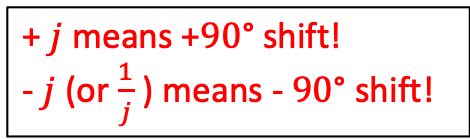 + j means +90° shift!
- j (or 1/j) means - 90° shift!